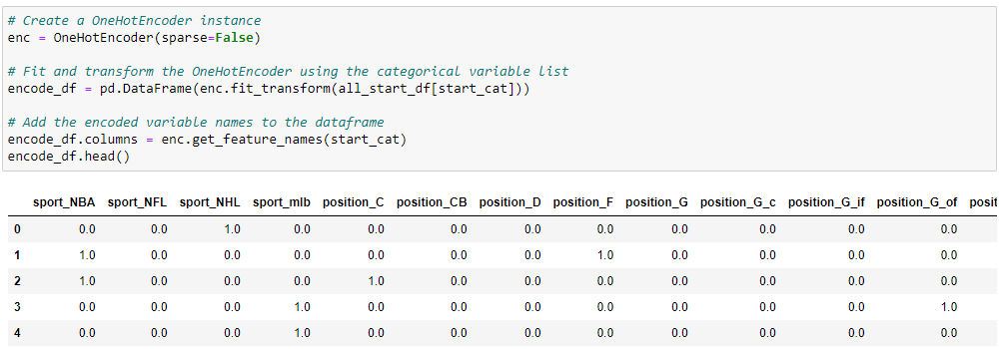 # Create a OneHotEncoder instance
enc = OneHotEncoder(sparse=False)
# Fit and transform the OneHotEncoder using the categorical variable list
encode_df = pd.DataFrame(enc.fit_transform(all_start_df[start_cat]))
# Add the encoded variable names to the dataframe
encode_df.columns = enc.get_feature_names(start_cat)
encode_df.head()
sport_NBA sport_NFL sport_NHL sport_mlb position_C position_CB position_D position_F position_G position_G_c position_G_if position_G_of posit
0 0.0 0.0 1.0 0.0 0.0 0.0 0.0 0.0 0.0 0.0 0.0 0.0
1 1.0 0.0 0.0 0.0 0.0 0.0 0.0 1.0 0.0 0.0 0.0 0.0
2 1.0 0.0 0.0 0.0 1.0 0.0 0.0 0.0 0.0 0.0 0.0 0.0
3 0.0 0.0 0.0 1.0 0.0 0.0 0.0 0.0 0.0 0.0 0.0 1.0
4 0.0 0.0 0.0 1.0 0.0 0.0 0.0 0.0 0.0 0.0 0.0 0.0